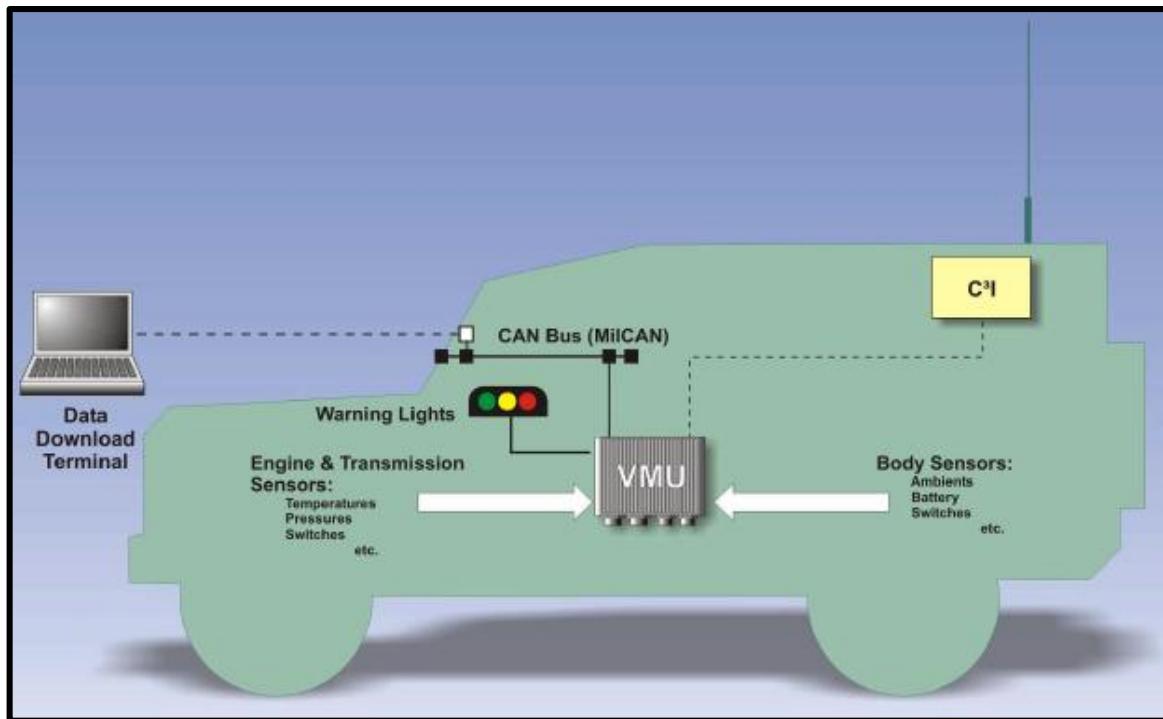 C³I
CAN Bus (MilCAN)
Data
Download
Terminal
Warning Lights
Engine & Transmission
Sensors:
Temperatures
Pressures
Switches
etc.
VMU
Body Sensors:
Ambients
Battery
Switches
etc.